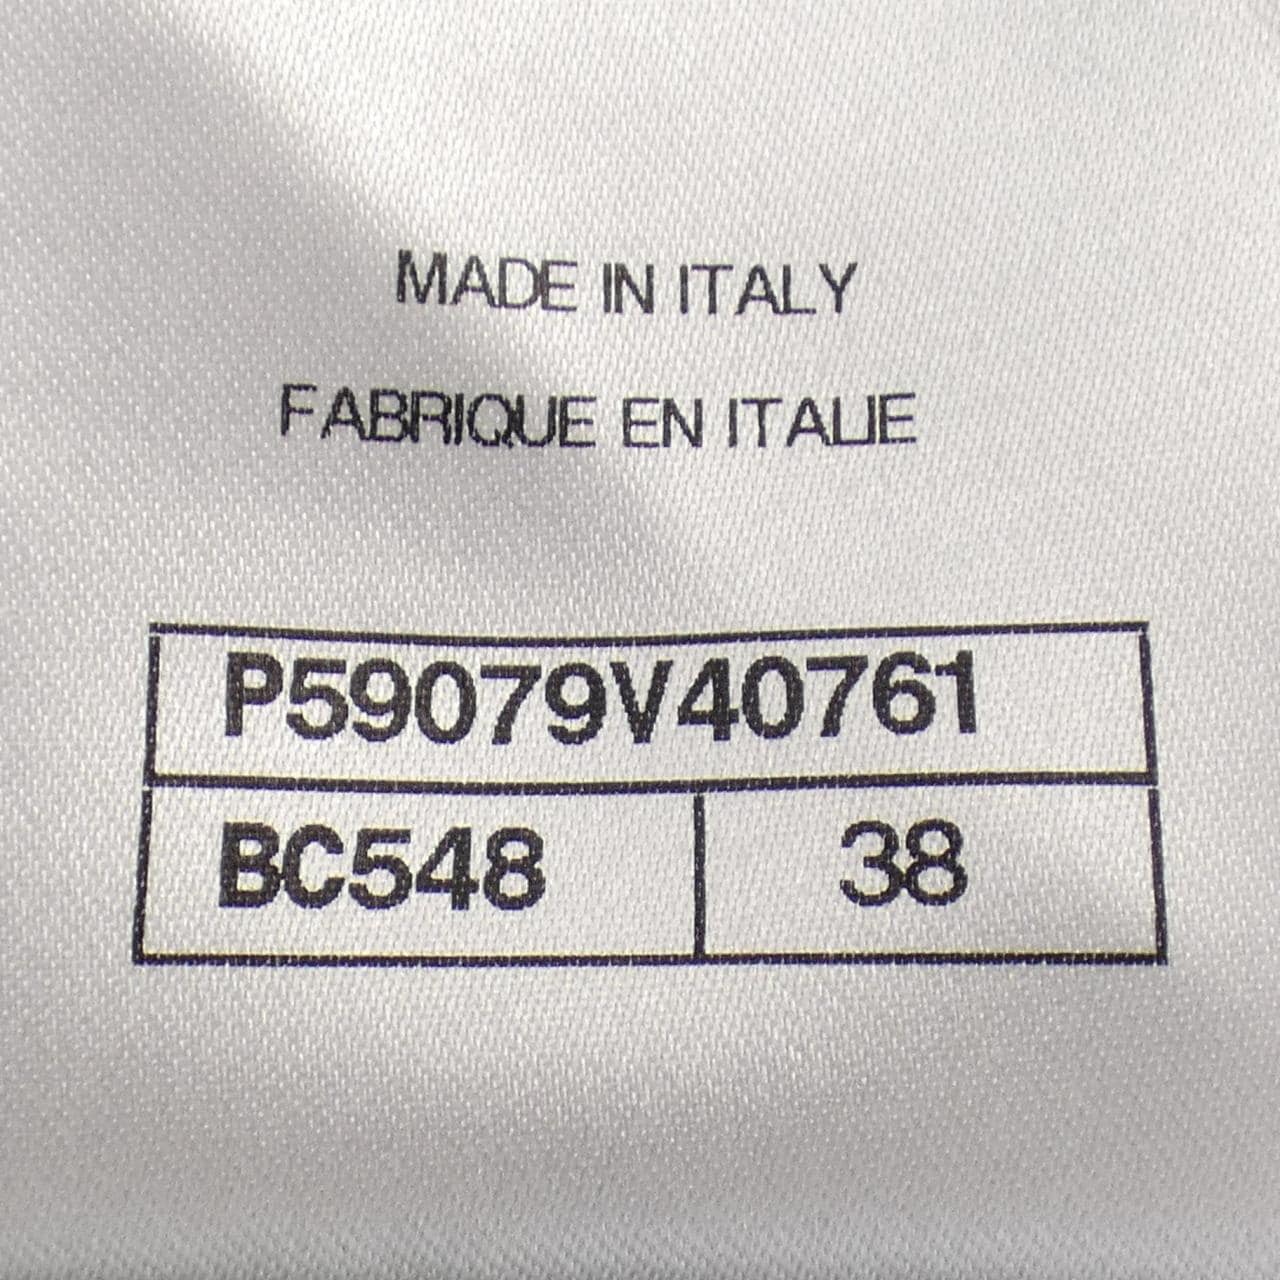 MADE IN ITALY
FABRIQUE EN ITALIE
P59079V40761
BC548
38